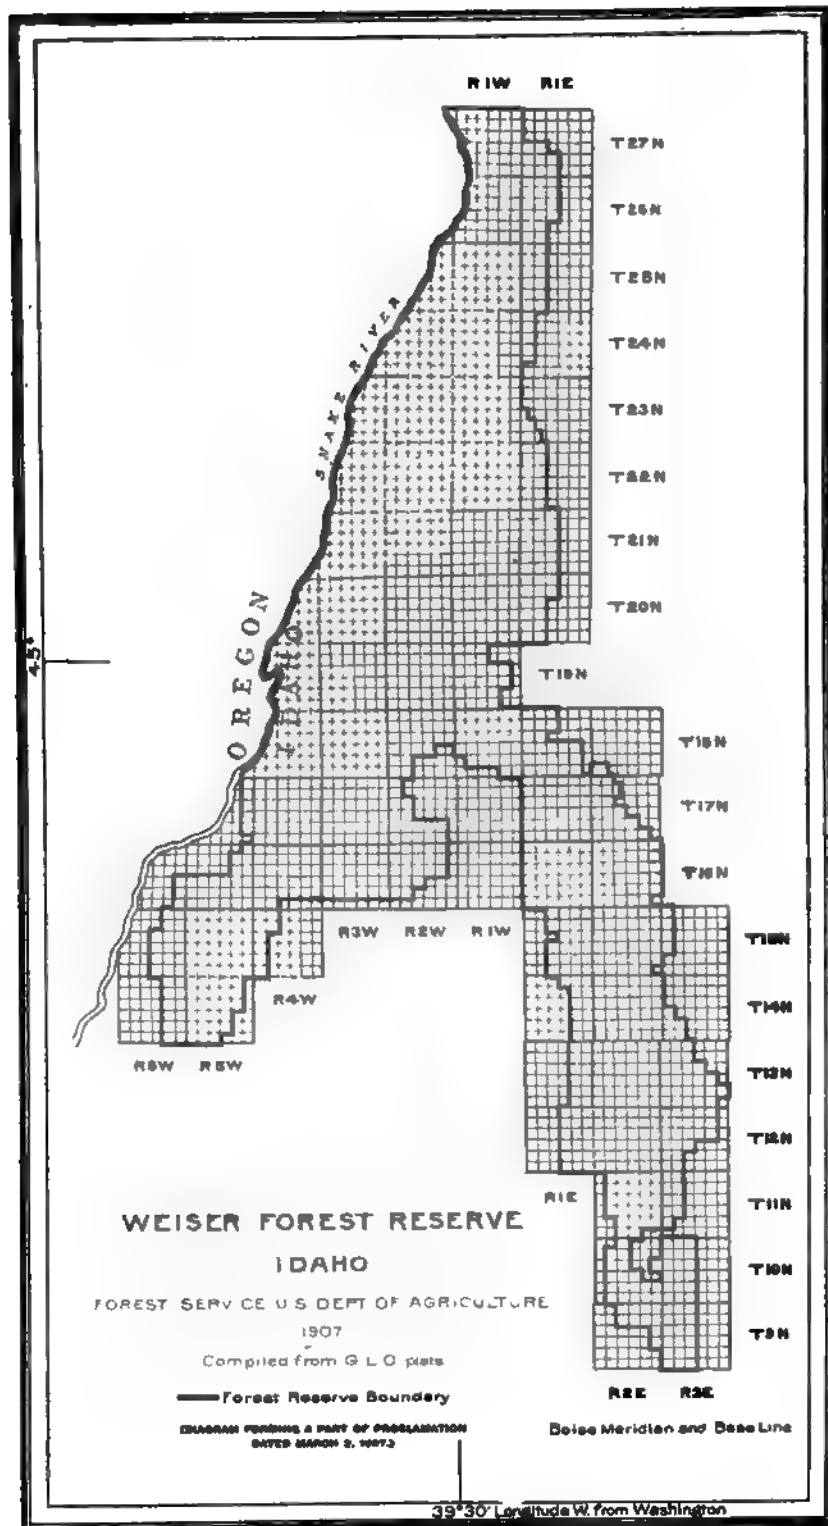 R1W R1E
T27N
T26N
T25N
T24N
T23N
T22N
T21N
T20N
SNAKE RIVER
OREGON
IDAHO
45°
T19N
T18N
T17N
T16N
R3W R2W R1W
T15N
R4W
T14N
R6W R5W
T13N
T12N
R1E
T11N
T10N
T9N
R2E R3E
WEISER FOREST RESERVE
IDAHO
FOREST SERVICE U S DEPT OF AGRICULTURE
1907
Compiled from G L O plats
Forest Reserve Boundary
(DIAGRAM FORMING A PART OF PROCLAMATION
DATED MARCH 2, 1907.)
Boise Meridian and Base Line
39°30' Longitude W. from Washington